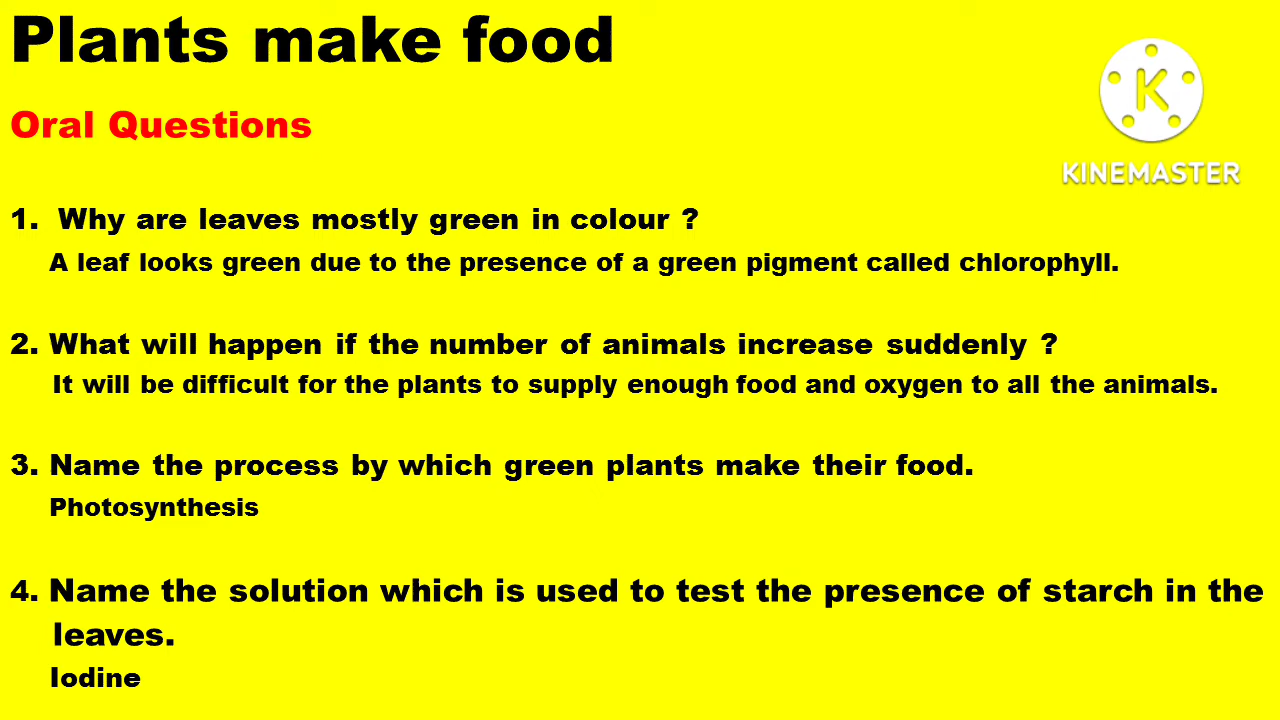 Plants make food
K
KINEMASTER
Oral Questions
1. Why are leaves mostly green in colour ?
A leaf looks green due to the presence of a green pigment called chlorophyll.
2. What will happen if the number of animals increase suddenly ?
It will be difficult for the plants to supply enough food and oxygen to all the animals.
3. Name the process by which green plants make their food.
Photosynthesis
4. Name the solution which is used to test the presence of starch in the
leaves.
Iodine